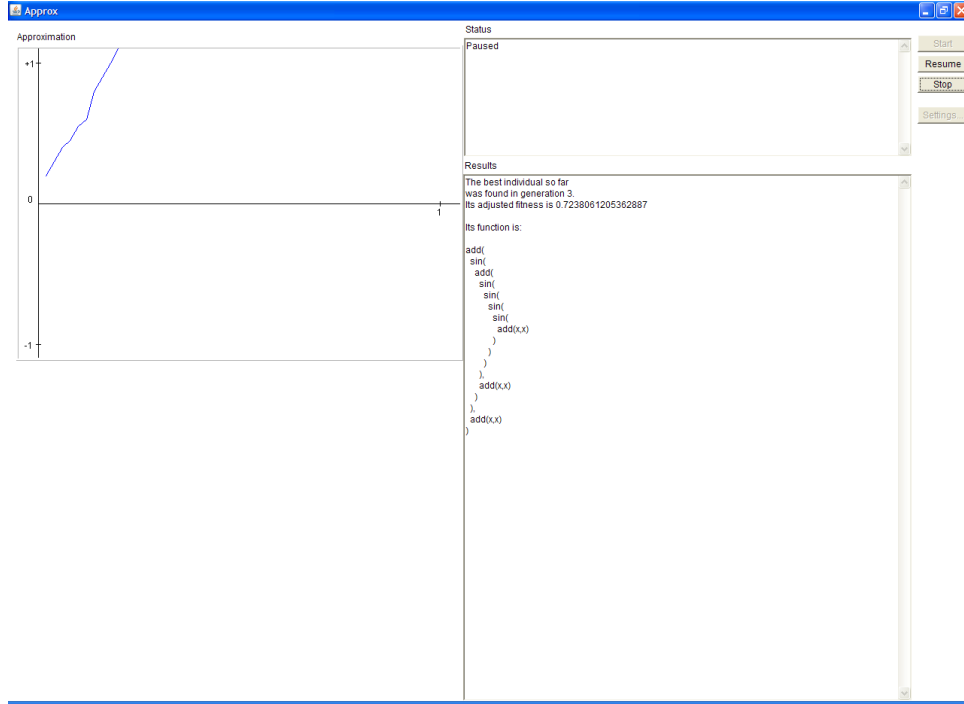 Approx
Approximation
+1
0
1
-1
Status
Paused
Start
Resume
Stop
Settings...
Results
The best individual so far
was found in generation 3.
Its adjusted fitness is 0.7238061205362887
Its function is:
add(
sin(
add(
sin(
sin(
sin(
sin(
add(x,x)
)
)
)
),
add(x,x)
)
),
add(x,x)
)